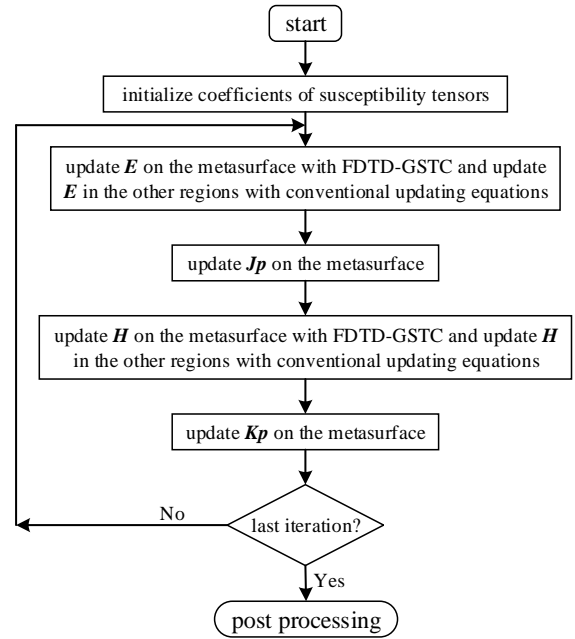 start
initialize coefficients of susceptibility tensors
update E on the metasurface with FDTD-GSTC and update
E in the other regions with conventional updating equations
update Jp on the metasurface
update H on the metasurface with FDTD-GSTC and update H
in the other regions with conventional updating equations
update Kp on the metasurface
last iteration?
No
Yes
post processing